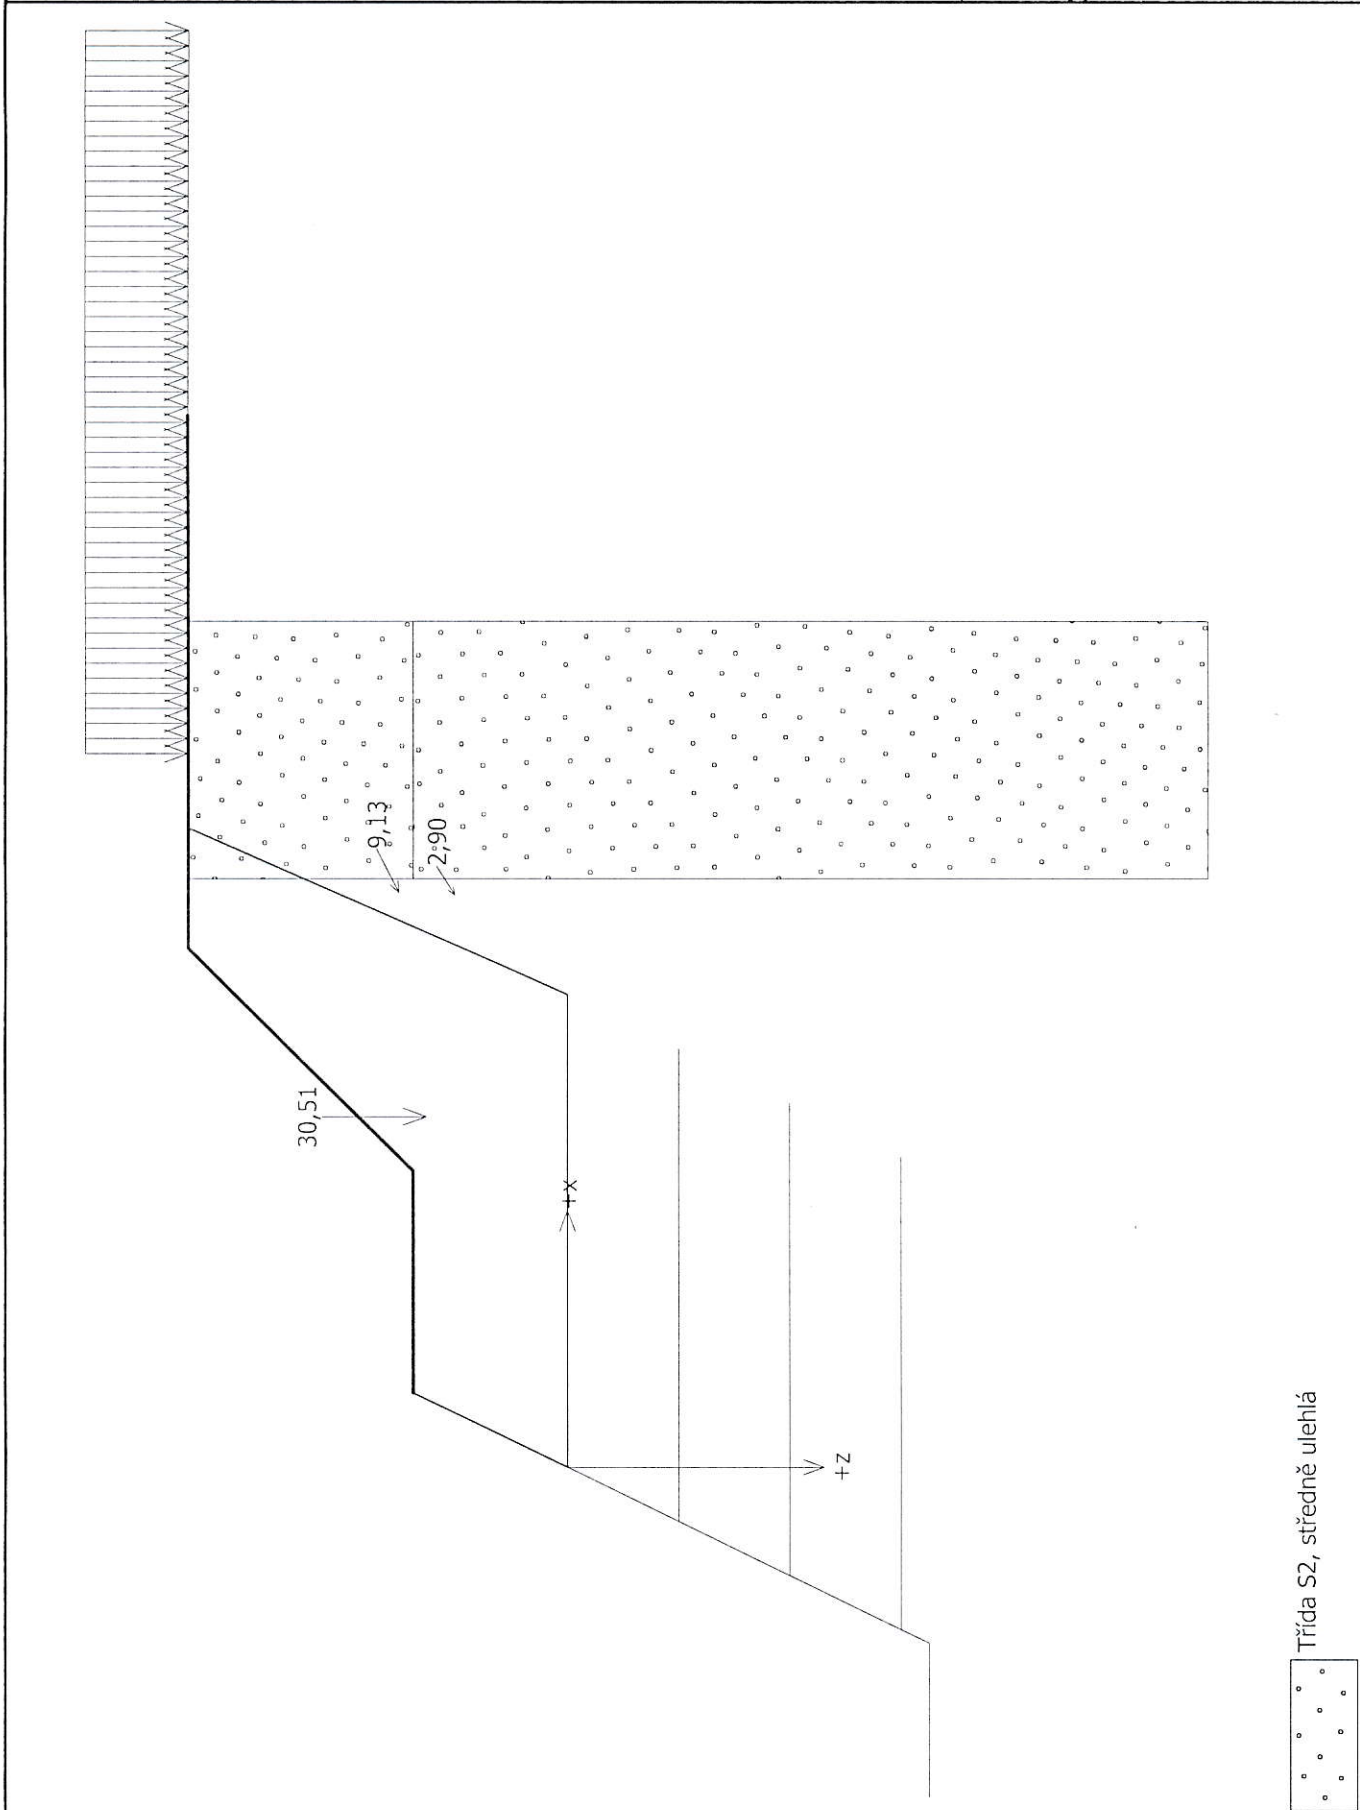 9,13
2,90
30,51
+x
+z
Třída S2, středně ulehlá